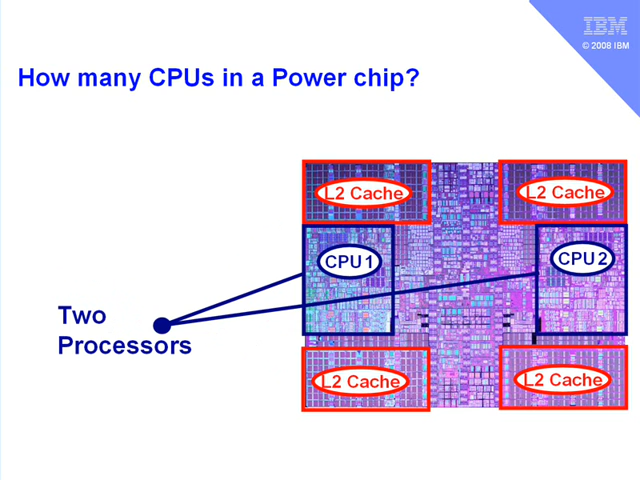 IBM
© 2008 IBM
How many CPUs in a Power chip?
L2 Cache
L2 Cache
CPU 1
CPU 2
Two
Processors
L2 Cache
L2 Cache